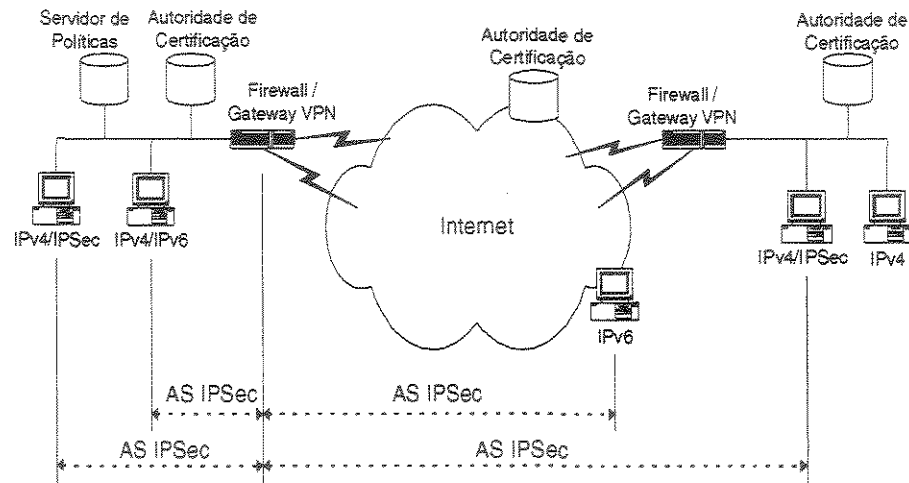 Servidor de
Políticas
Autoridade de
Certificação
Firewall /
Gateway VPN
Autoridade de
Certificação
Firewall /
Gateway VPN
Autoridade de
Certificação
IPv4/IPSec
IPv4/IPv6
Internet
IPv6
IPv4/IPSec
IPv4
AS IPSec
AS IPSec
AS IPSec
AS IPSec